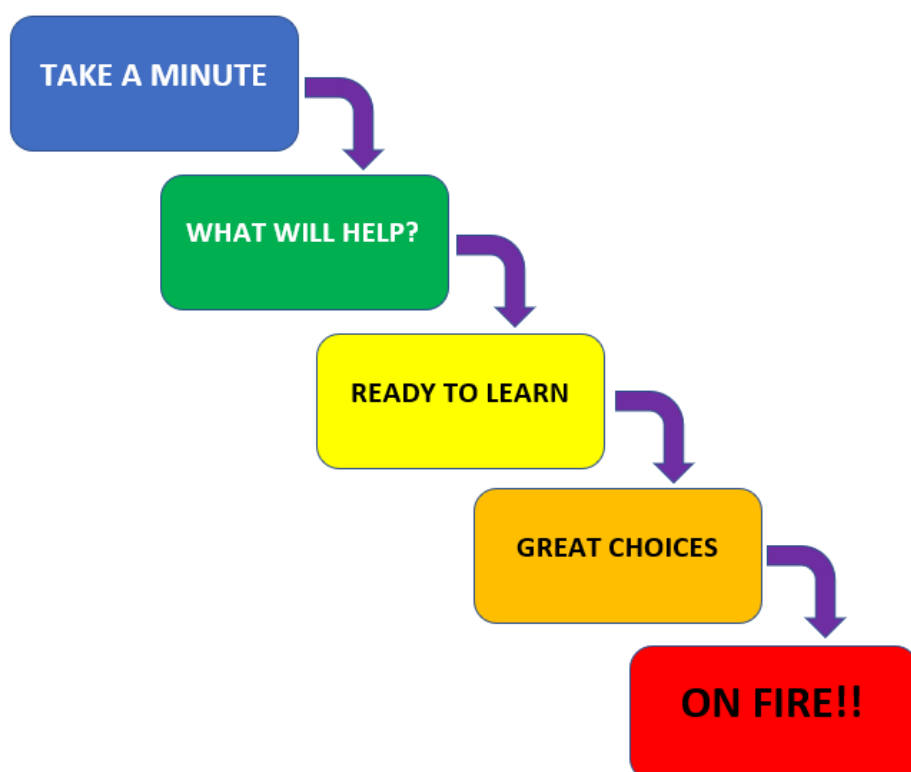 TAKE A MINUTE
WHAT WILL HELP?
READY TO LEARN
GREAT CHOICES
ON FIRE!!